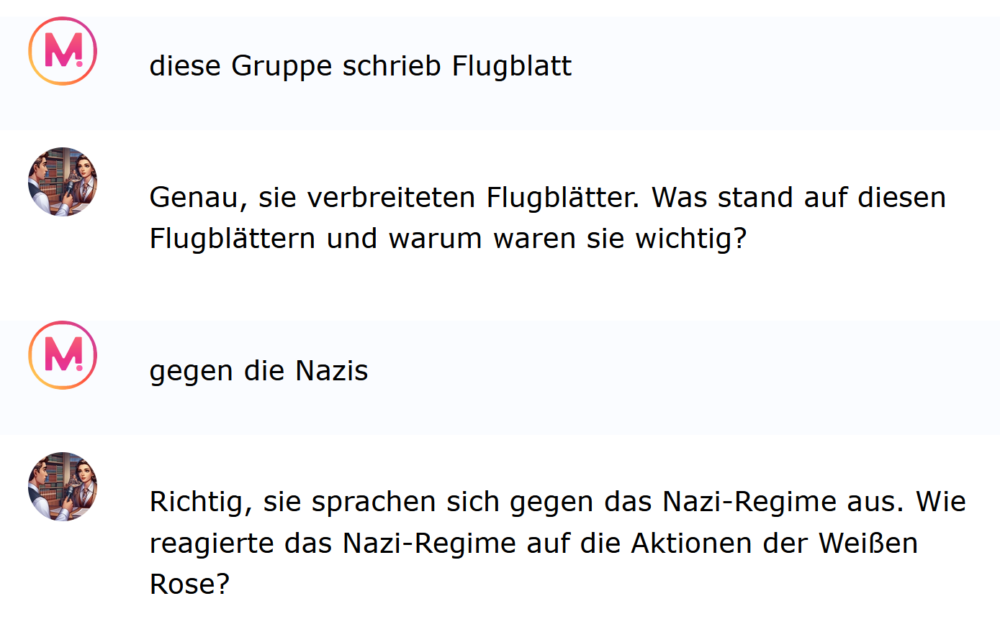 M
diese Gruppe schrieb Flugblatt
Genau, sie verbreiteten Flugblätter. Was stand auf diesen
Flugblättern und warum waren sie wichtig?
M
gegen die Nazis
Richtig, sie sprachen sich gegen das Nazi-Regime aus. Wie
reagierte das Nazi-Regime auf die Aktionen der Weißen
Rose?